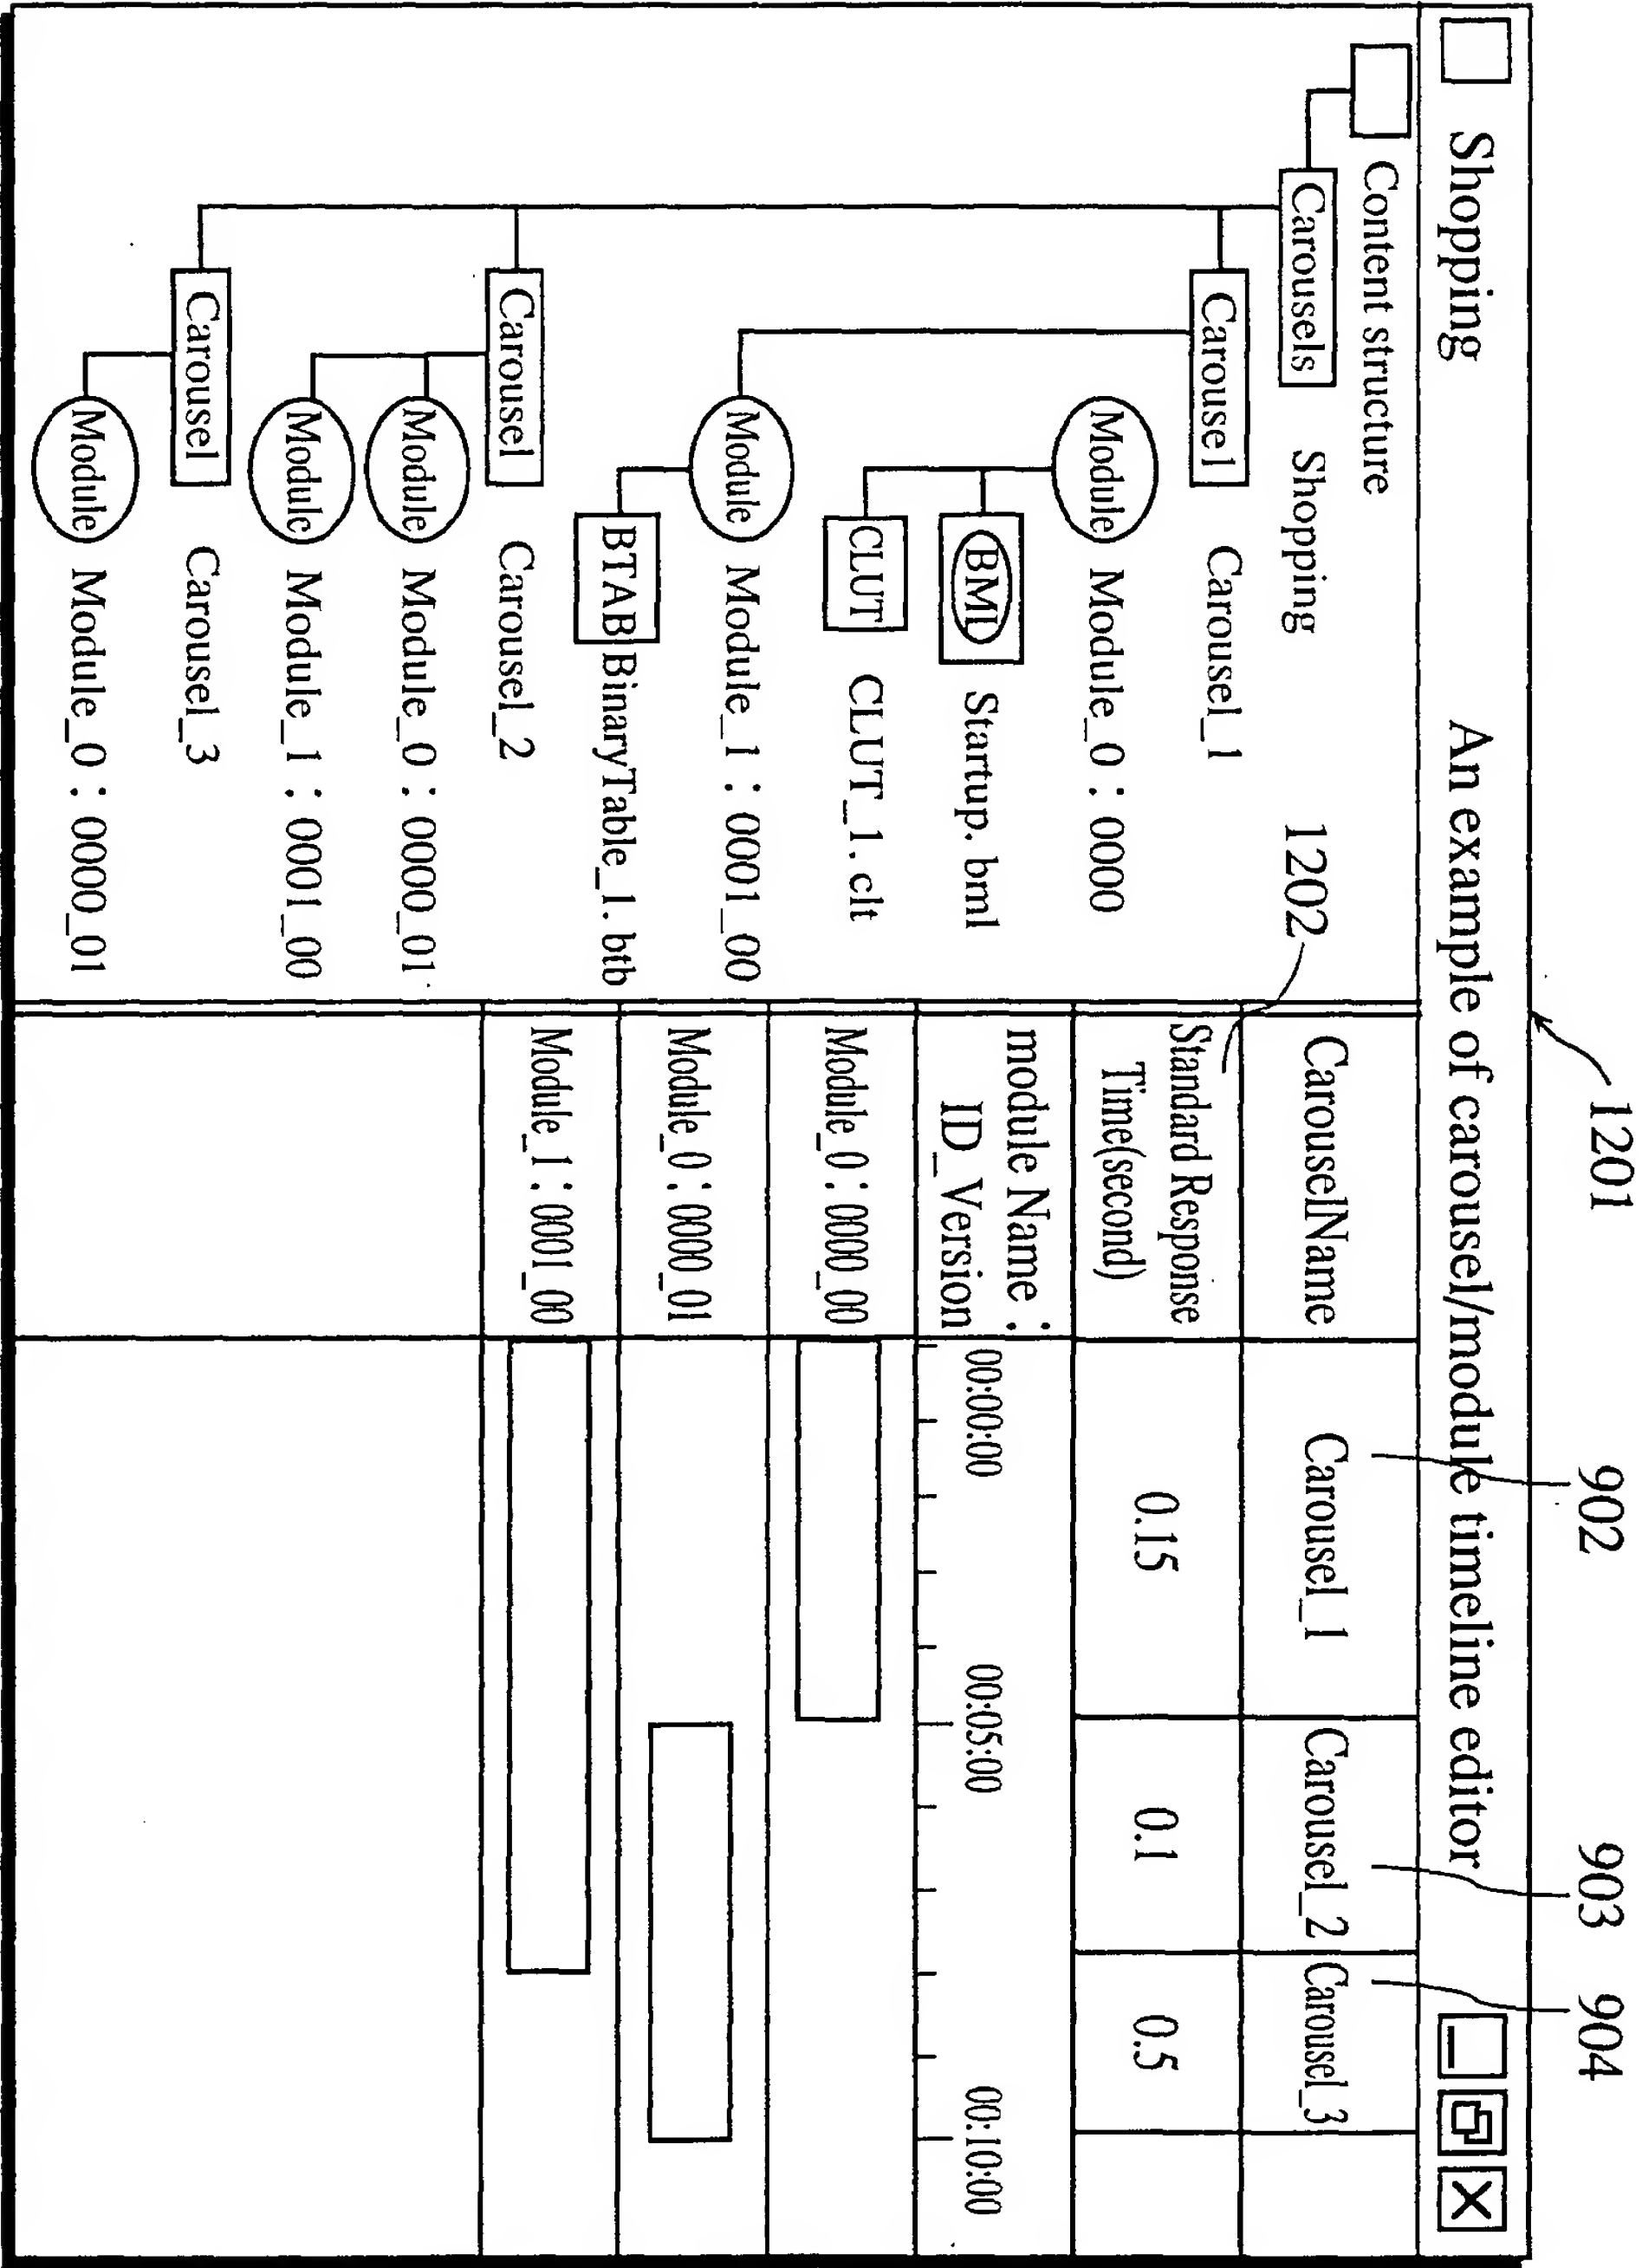 1201
902
903
904
Shopping
An example of carousel/module timeline editor
Content structure
Carousels Shopping
1202
Carousel Carousel_1
Module Module_0 : 0000
BML Startup. bml
CLUT CLUT_1. clt
Module Module_1 : 0001_00
BTAB BinaryTable_1. btb
Carousel Carousel_2
Module Module_0 : 0000_01
Module Module_1 : 0001_00
Carousel Carousel_3
Module Module_0 : 0000_01
CarouselName Carousel_1 Carousel_2 Carousel_3
Standard Response
Time(second) 0.15 0.1 0.5
module Name :
ID_Version
00:00:00 00:05:00 00:10:00
Module_0 : 0000_00
Module_0 : 0000_01
Module_1 : 0001_00